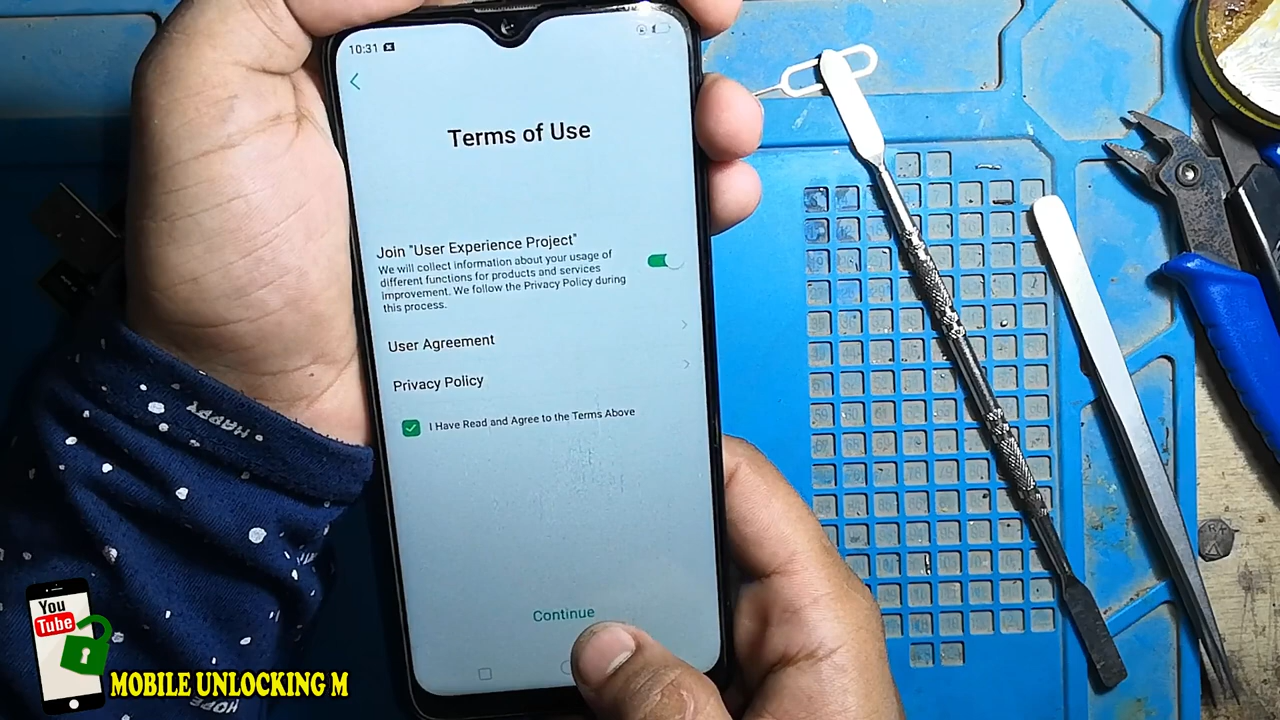 10:31
Terms of Use
Join "User Experience Project"
We will collect information about your usage of
different functions for products and services
improvement. We follow the Privacy Policy during
this process.
User Agreement
Privacy Policy
I Have Read and Agree to the Terms Above
Continue
HAPPY
HOPE
You
Tube
MOBILE UNLOCKING M